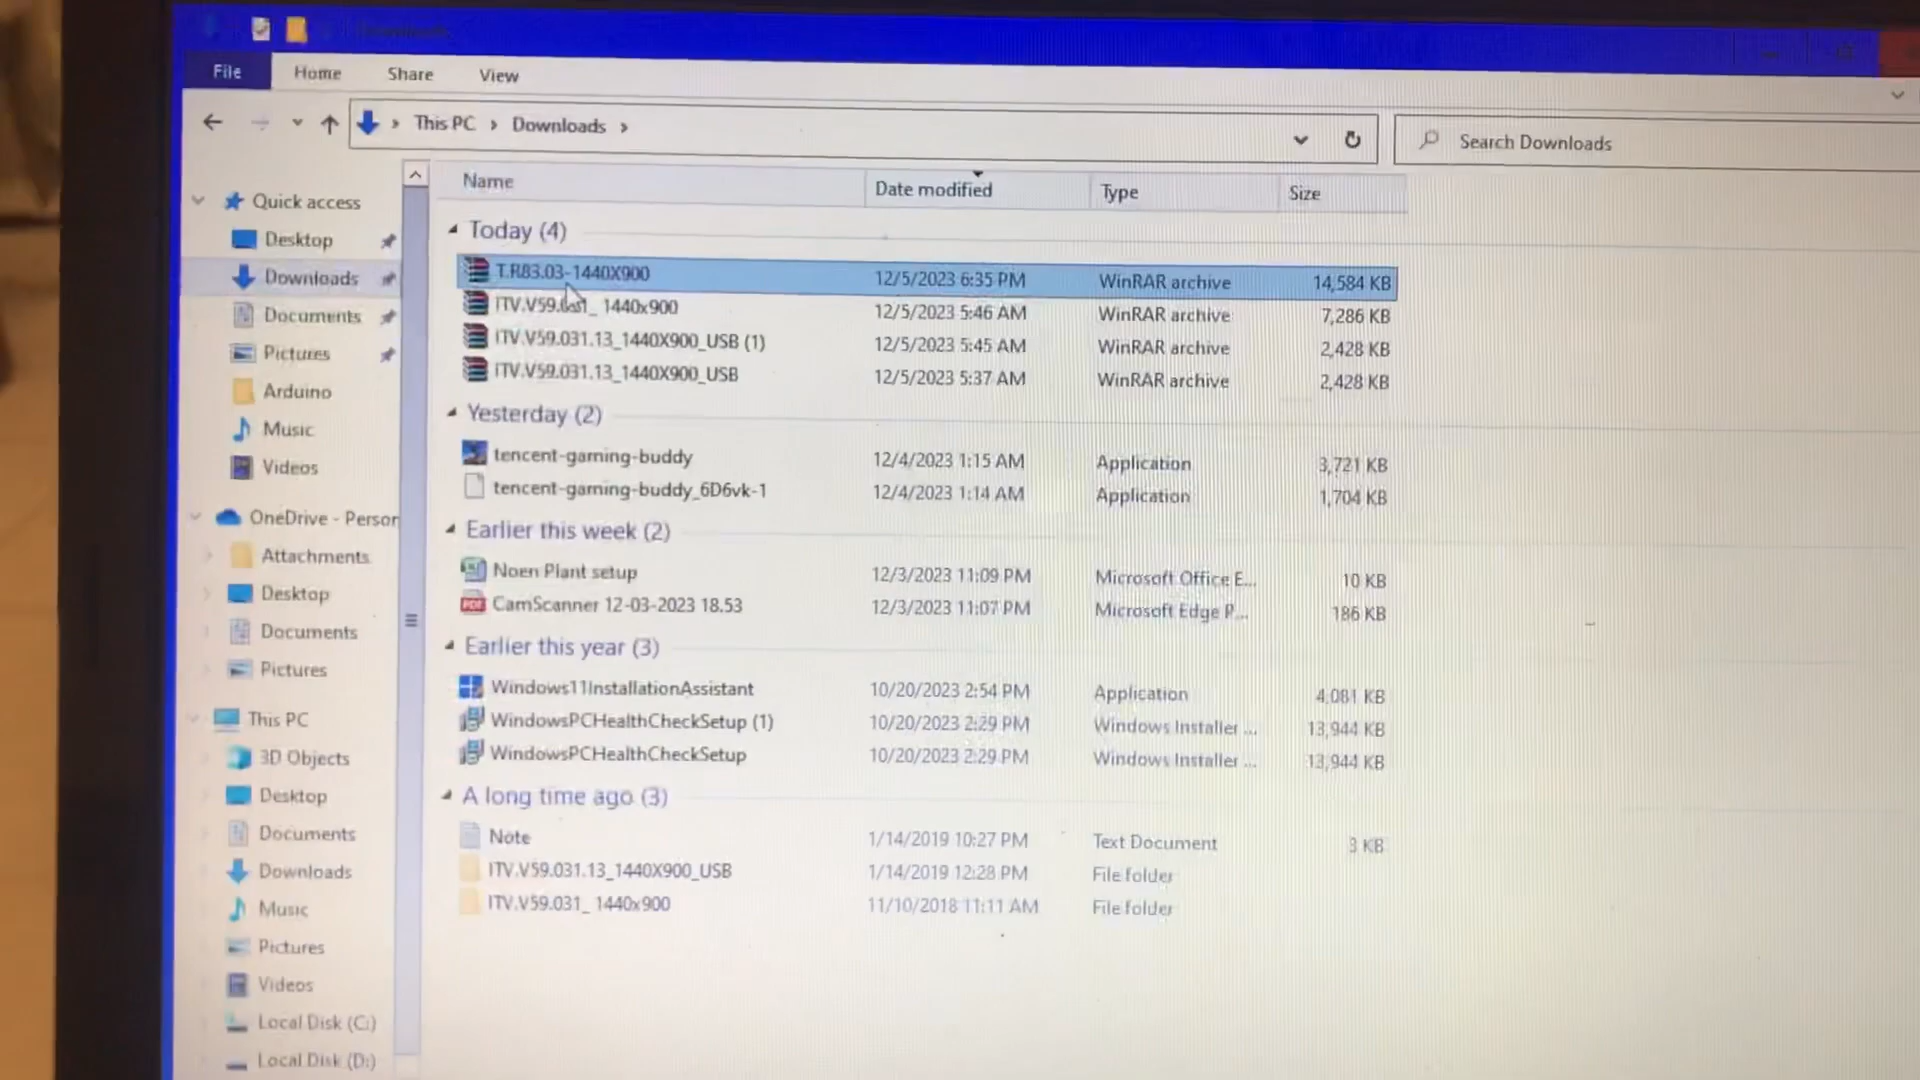 File Home Share View
This PC > Downloads >
Search Downloads
Name Date modified Type Size
Quick access
Desktop
Downloads
Documents
Pictures
Arduino
Music
Videos
OneDrive - Person
Attachments
Desktop
Documents
Pictures
This PC
3D Objects
Desktop
Documents
Downloads
Music
Pictures
Videos
Local Disk (C:)
Local Disk (D:)
Today (4)
T.R83.03-1440X900 12/5/2023 6:35 PM WinRAR archive 14,584 KB
1440x900 12/5/2023 5:46 AM WinRAR archive 7,286 KB
ITV.V59.031.13_1440X900_USB (1) 12/5/2023 5:45 AM WinRAR archive 2,428 KB
ITV.V59.031.13_1440X900_USB 12/5/2023 5:37 AM WinRAR archive 2,428 KB
Yesterday (2)
tencent-gaming-buddy 12/4/2023 1:15 AM Application 3,721 KB
tencent-gaming-buddy_6D6vk-1 12/4/2023 1:14 AM Application 1,704 KB
Earlier this week (2)
Noen Plant setup 12/3/2023 11:09 PM Microsoft Office E... 10 KB
CamScanner 12-03-2023 18.53 12/3/2023 11:07 PM Microsoft Edge P... 186 KB
Earlier this year (3)
Windows11InstallationAssistant 10/20/2023 2:54 PM Application 4,081 KB
WindowsPCHealthCheckSetup (1) 10/20/2023 2:29 PM Windows Installer ... 13,944 KB
WindowsPCHealthCheckSetup 10/20/2023 2:29 PM Windows Installer ... 13,944 KB
A long time ago (3)
Note 1/14/2019 10:27 PM Text Document 3 KB
ITV.V59.031.13_1440X900_USB 1/14/2019 12:28 PM File folder
ITV.V59.031_ 1440x900 11/10/2018 11:11 AM File folder